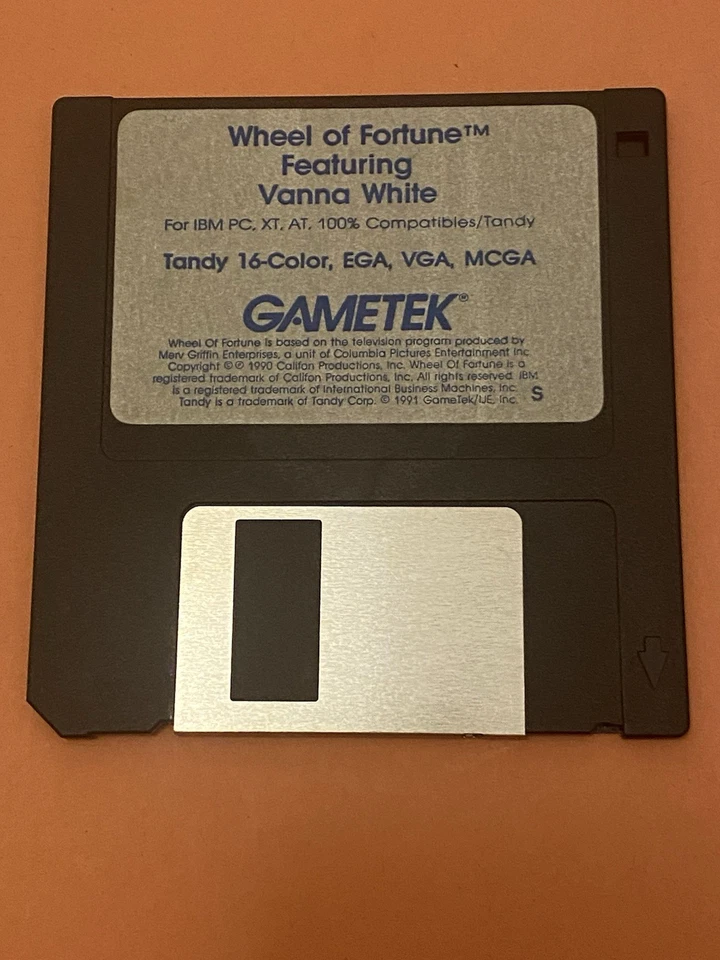 Wheel of Fortune™
Featuring
Vanna White
For IBM PC, XT, AT, 100% Compatibles/Tandy
Tandy 16-Color, EGA, VGA, MCGA
GAMETEK®
Wheel Of Fortune is based on the television program produced by
Merv Griffin Enterprises, a unit of Columbia Pictures Entertainment Inc.
Copyright ©℗ 1990 Califon Productions, Inc. Wheel Of Fortune is a
registered trademark of Califon Productions, Inc. All rights reserved. IBM
is a registered trademark of International Business Machines, Inc.
Tandy is a trademark of Tandy Corp. © 1991 GameTek/IJE, Inc. S